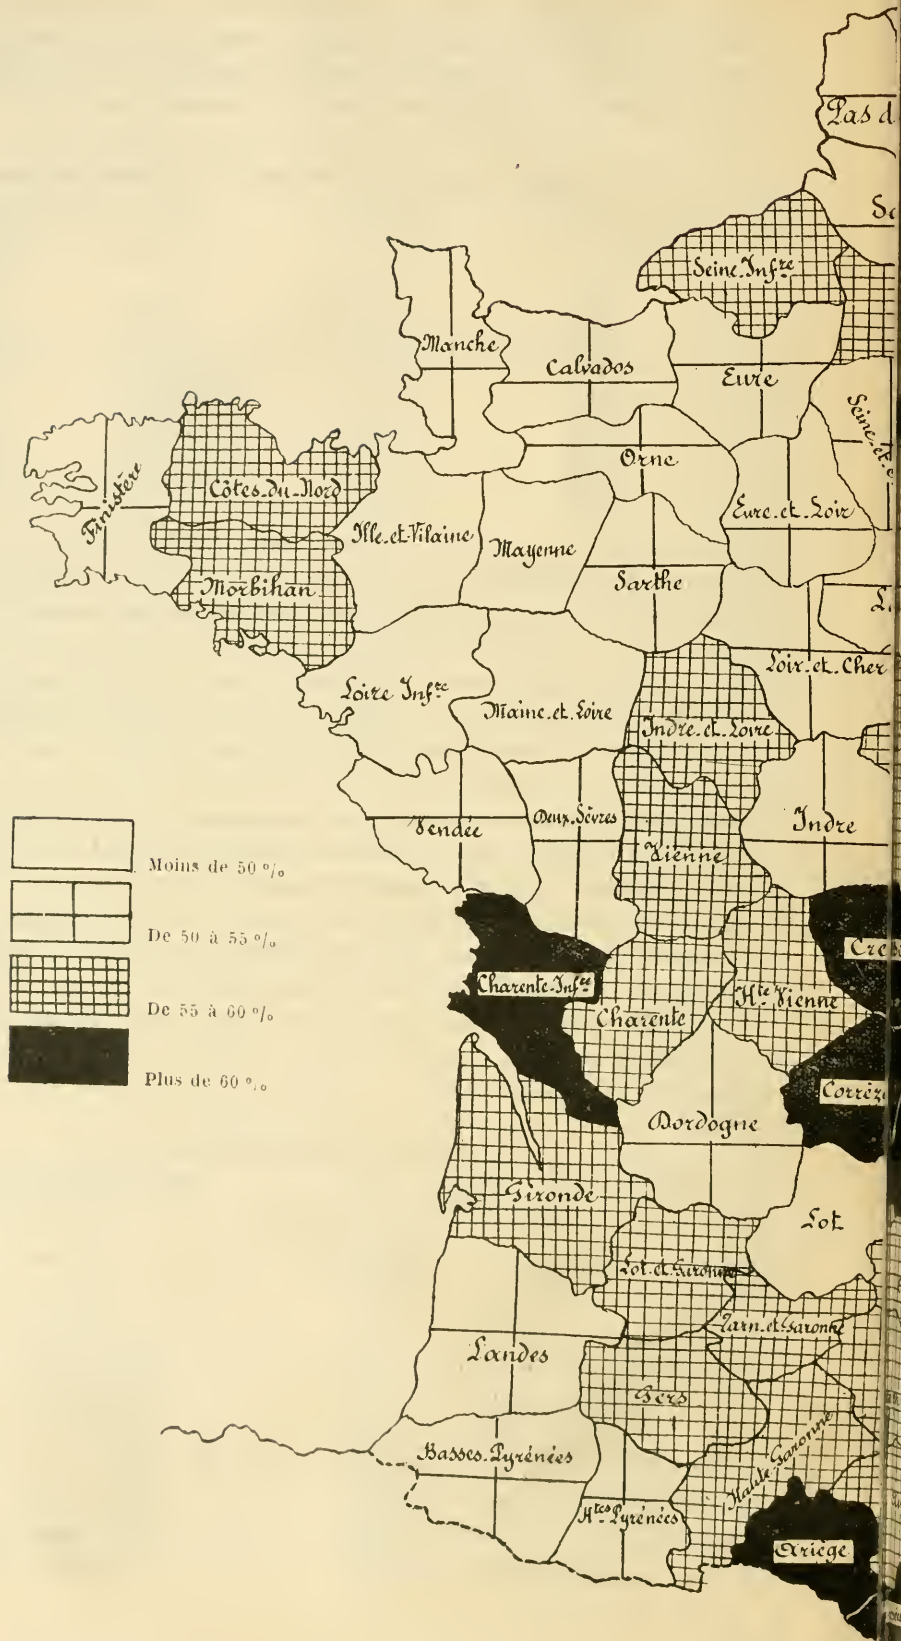 Pas d
Seine Infre
Manche
Calvados
Eure
Seine-et-
Orne
Finistère
Côtes-du-Nord
Ille-et-Vilaine
Mayenne
Eure-et-Loir
Morbihan
Sarthe
Loir-et-Cher
Loire Infre
Maine-et-Loire
Indre-et-Loire
Vendée
Deux-Sèvres
Vienne
Indre
Moins de 50 %
De 50 à 55 %
De 55 à 60 %
Plus de 60 %
Charente-Infre
Charente
Hte Vienne
Dordogne
Corrèz
Gironde
Lot
Lot-et-Garonne
Tarn-et-Garonne
Landes
Gers
Haute-Garonne
Basses-Pyrénées
Htes Pyrénées
Ariège